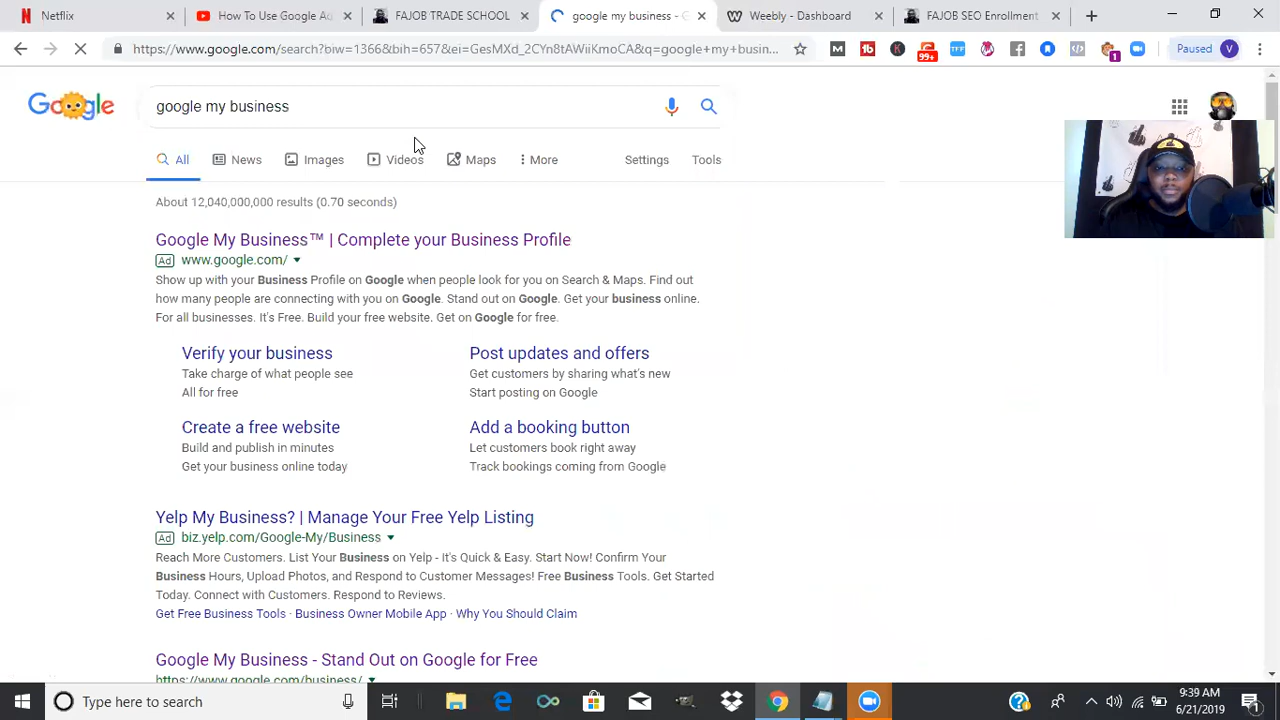 Netflix
How To Use Google Ac
FAJOB TRADE SCHOOL
google my business - G
Weebly - Dashboard
FAJOB SEO Enrollment
https://www.google.com/search?biw=1366&bih=657&ei=GesMXd_2CYn8tAWiiKmoCA&q=google+my+busin...
99+
TFF
1
Paused
V
Google
google my business
All
News
Images
Videos
Maps
More
Settings
Tools
About 12,040,000,000 results (0.70 seconds)
Google My Business™ | Complete your Business Profile
Ad www.google.com/
Show up with your Business Profile on Google when people look for you on Search & Maps. Find out
how many people are connecting with you on Google. Stand out on Google. Get your business online.
For all businesses. It's Free. Build your free website. Get on Google for free.
Verify your business
Take charge of what people see
All for free
Post updates and offers
Get customers by sharing what's new
Start posting on Google
Create a free website
Build and publish in minutes
Get your business online today
Add a booking button
Let customers book right away
Track bookings coming from Google
Yelp My Business? | Manage Your Free Yelp Listing
Ad biz.yelp.com/Google-My/Business
Reach More Customers. List Your Business on Yelp - It's Quick & Easy. Start Now! Confirm Your
Business Hours, Upload Photos, and Respond to Customer Messages! Free Business Tools. Get Started
Today. Connect with Customers. Respond to Reviews.
Get Free Business Tools · Business Owner Mobile App · Why You Should Claim
Google My Business - Stand Out on Google for Free
https://www.google.com/business/
Type here to search
9:39 AM
6/21/2019
1